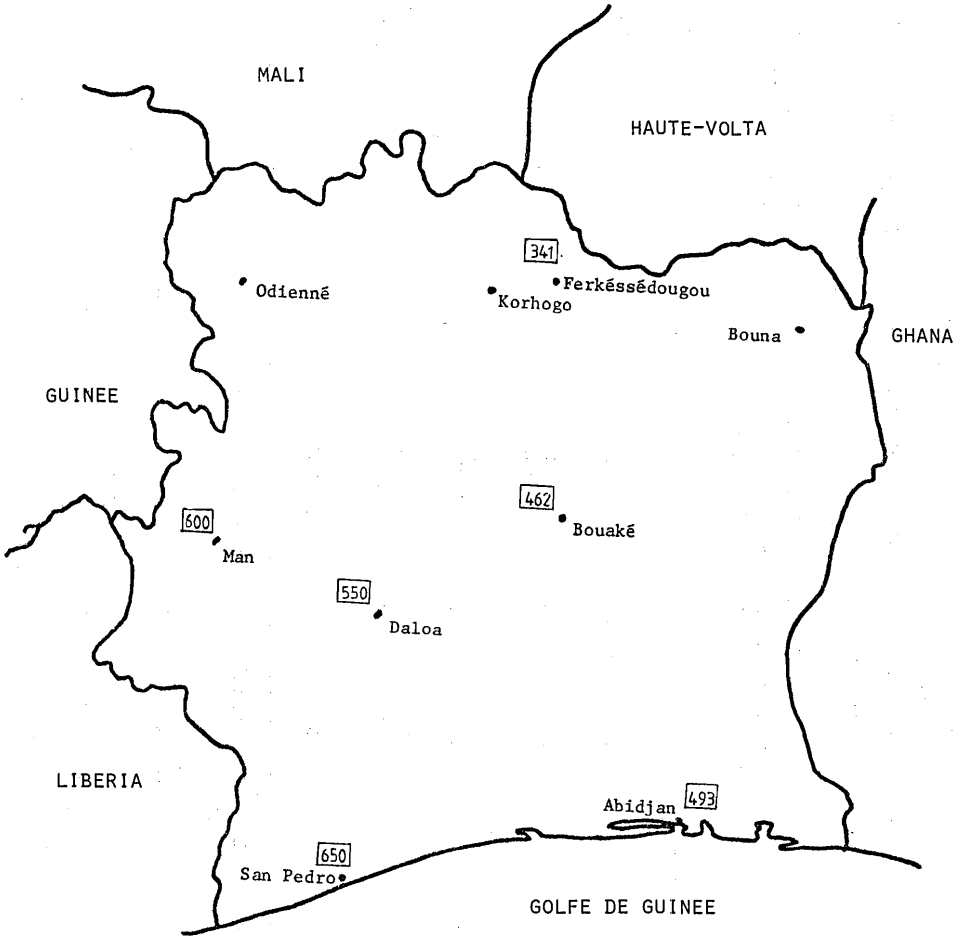 MALI
HAUTE-VOLTA
341
Ferkéssédougou
Odienné
Korhogo
Bouna
GHANA
GUINEE
462
Bouaké
600
Man
550
Daloa
LIBERIA
Abidjan
493
650
San Pedro
GOLFE DE GUINEE